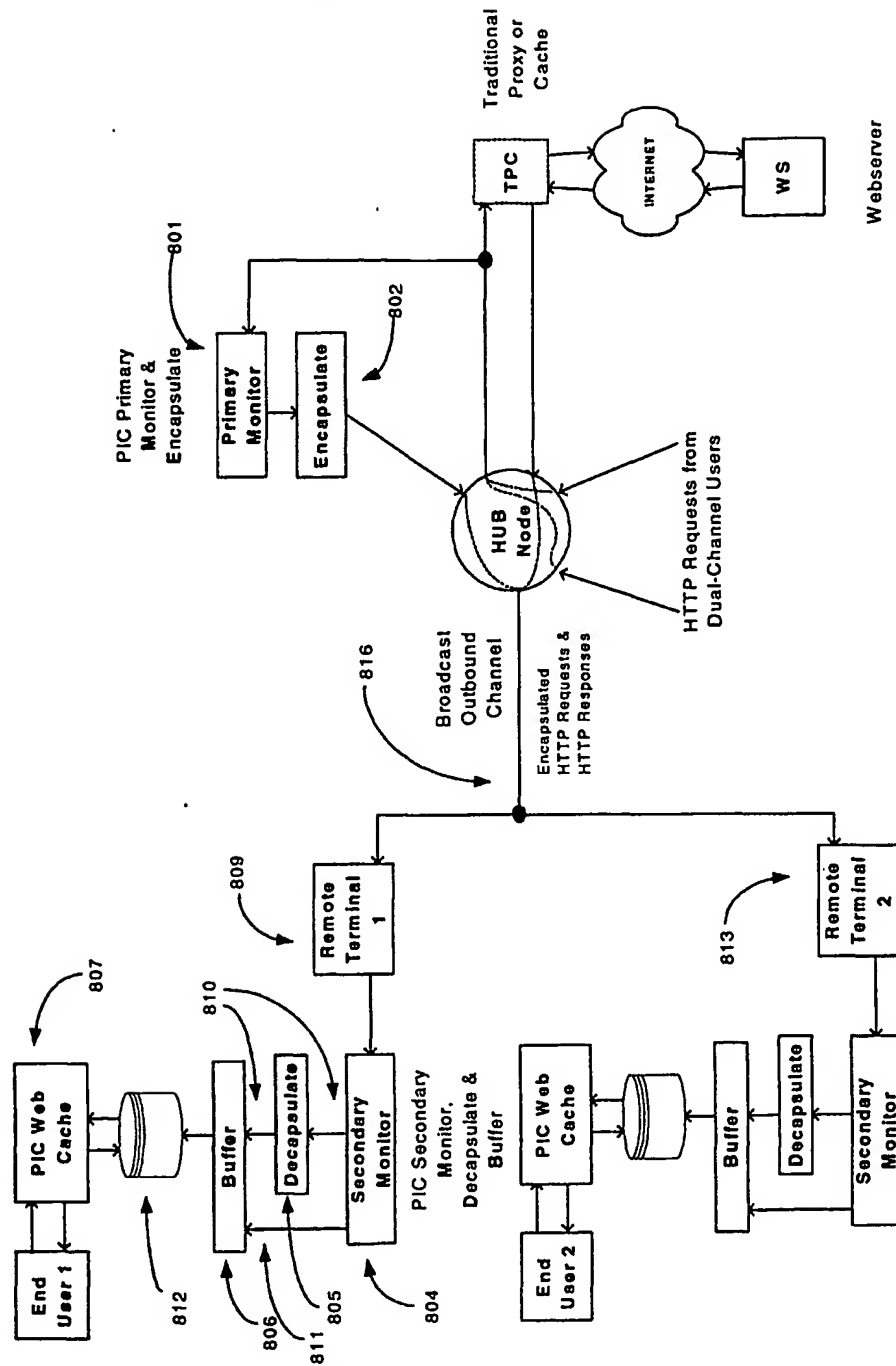 End
User 1
PIC Web
Cache
807
812
Buffer
806
810
811
Decapsulate
805
Secondary
Monitor
804
PIC Secondary
Monitor,
Decapsulate &
Buffer
Remote
Terminal
1
809
End
User 2
PIC Web
Cache
Buffer
Decapsulate
Secondary
Monitor
Remote
Terminal
2
813
816
Broadcast
Outbound
Channel
Encapsulated
HTTP Requests &
HTTP Responses
HUB
Node
HTTP Requests from
Dual-Channel Users
PIC Primary
Monitor &
Encapsulate
801
Primary
Monitor
Encapsulate
802
TPC
Traditional
Proxy or
Cache
INTERNET
WS
Webserver